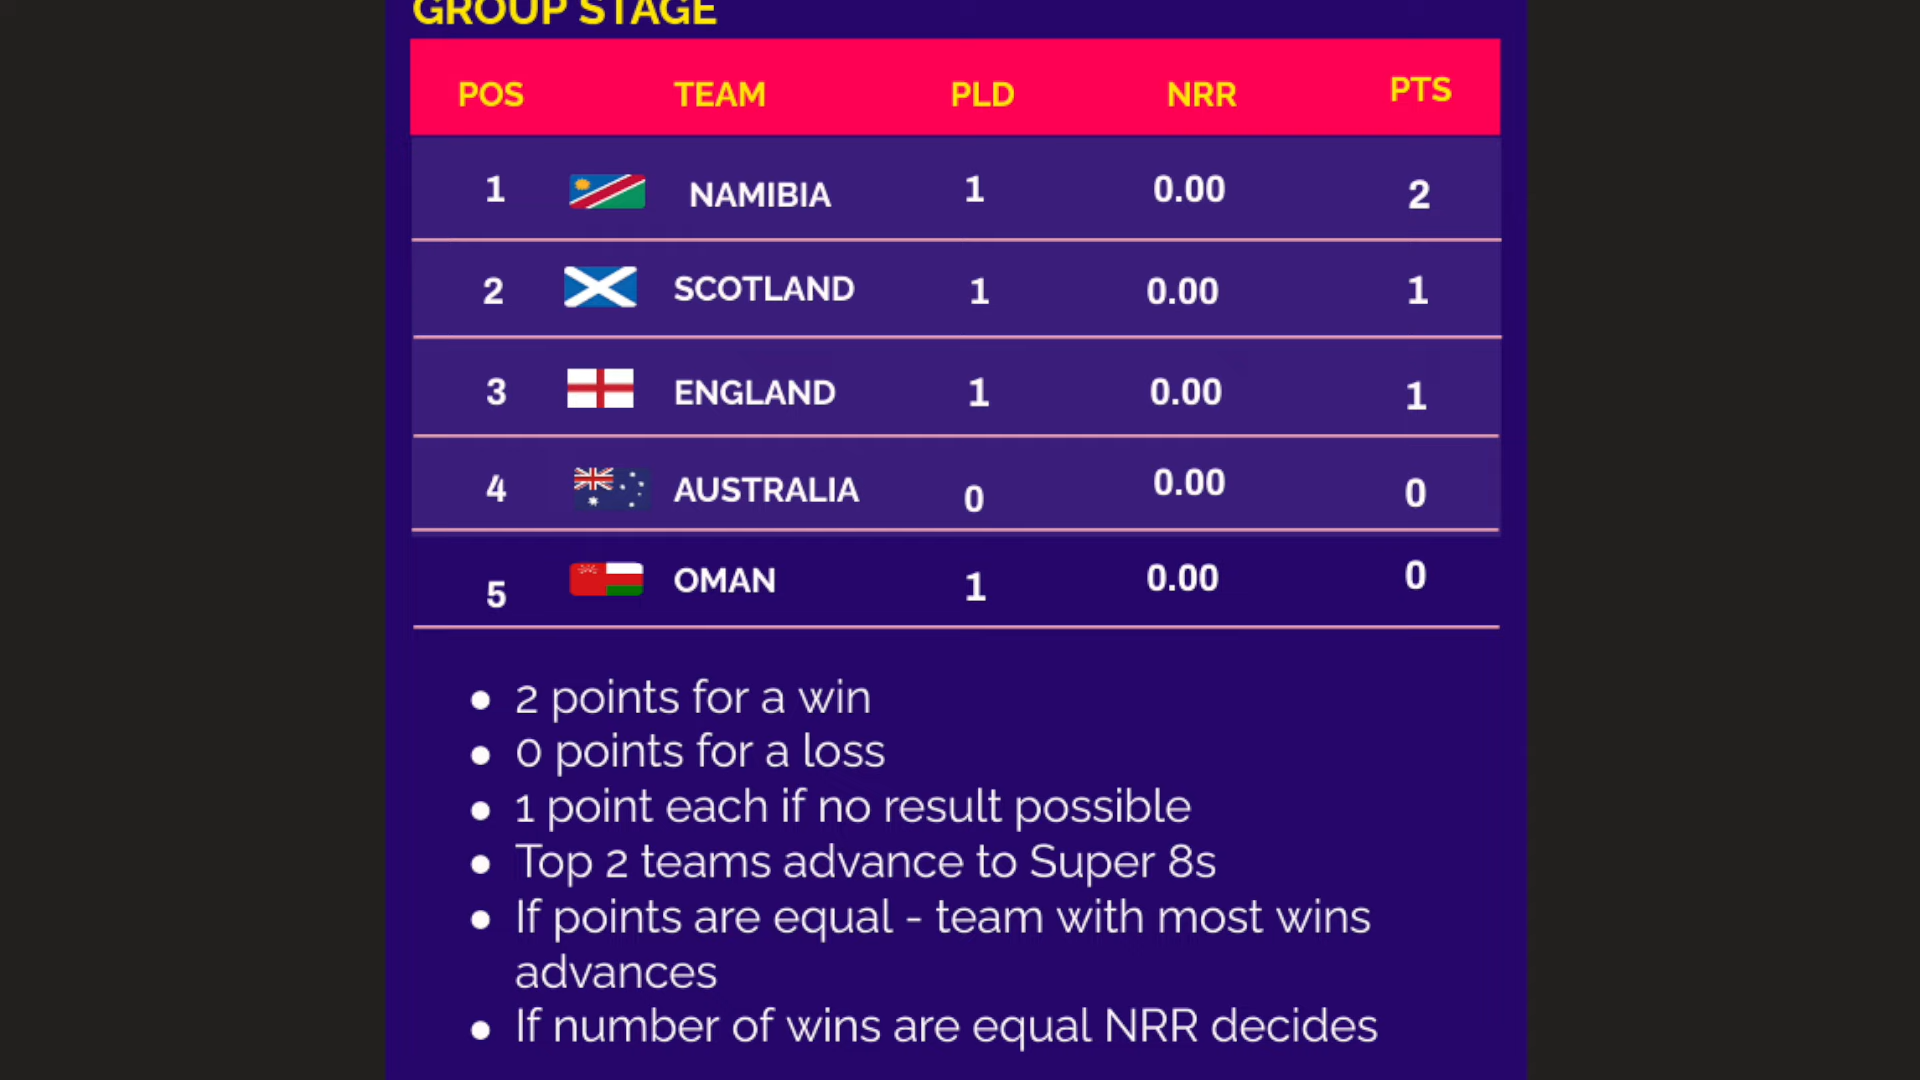 GROUP STAGE
POS TEAM PLD NRR PTS
1 NAMIBIA 1 0.00 2
2 SCOTLAND 1 0.00 1
3 ENGLAND 1 0.00 1
4 AUSTRALIA 0 0.00 0
5 OMAN 1 0.00 0
• 2 points for a win
• 0 points for a loss
• 1 point each if no result possible
• Top 2 teams advance to Super 8s
• If points are equal - team with most wins
advances
• If number of wins are equal NRR decides